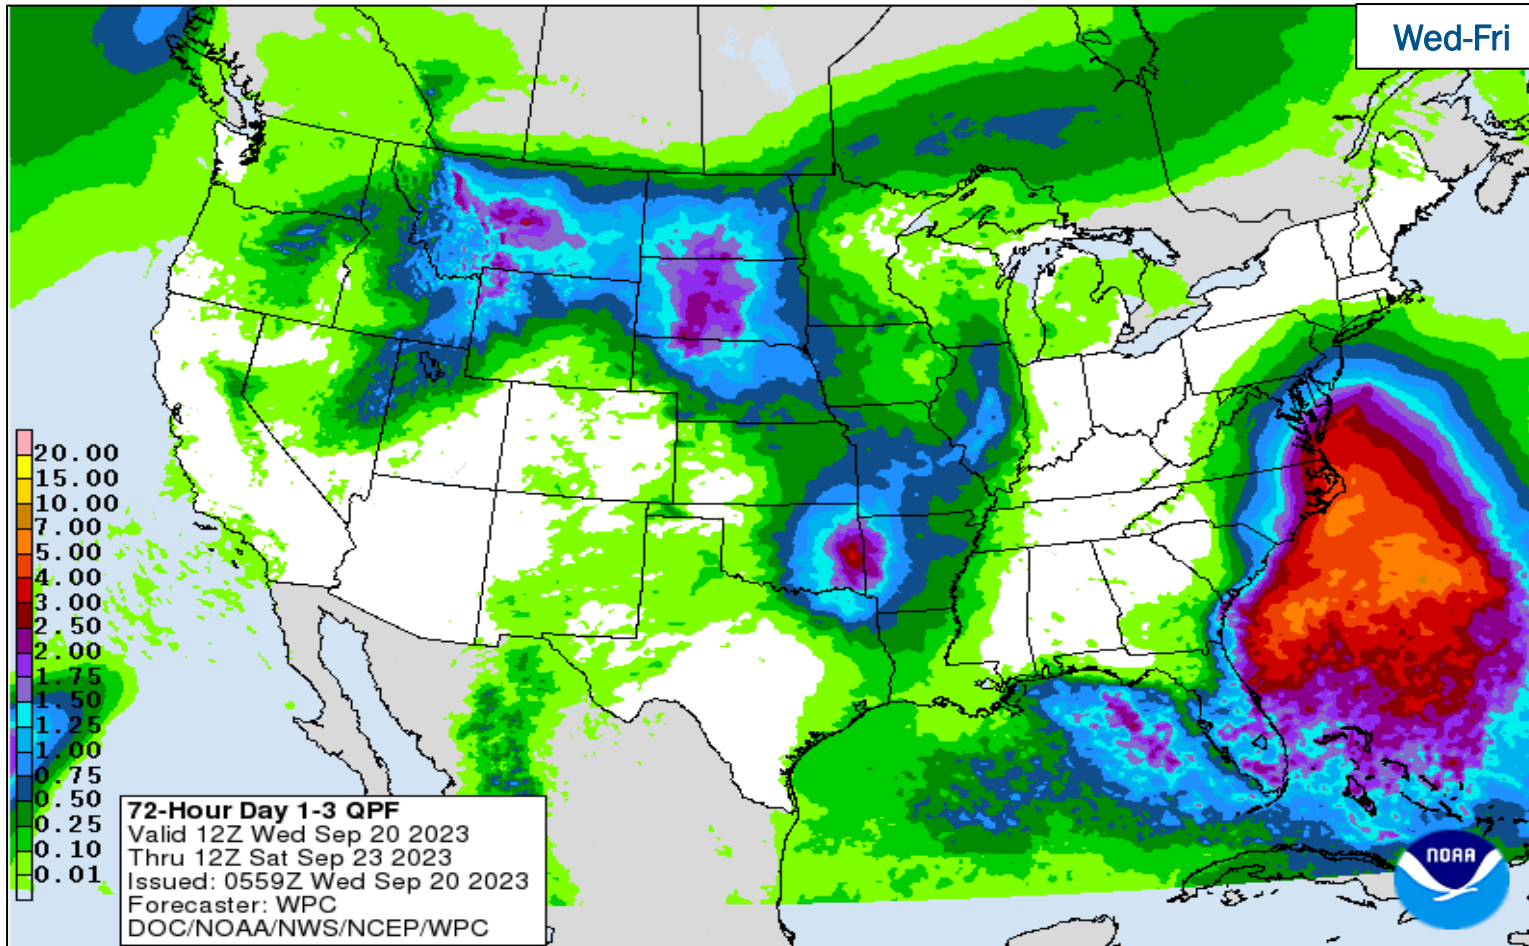 Wed-Fri
20.00
15.00
10.00
7.00
5.00
4.00
3.00
2.50
2.00
1.75
1.50
1.25
1.00
0.75
0.50
0.25
0.10
0.01
72-Hour Day 1-3 QPF
Valid 12Z Wed Sep 20 2023
Thru 12Z Sat Sep 23 2023
Issued: 0559Z Wed Sep 20 2023
Forecaster: WPC
DOC/NOAA/NWS/NCEP/WPC
NOAA